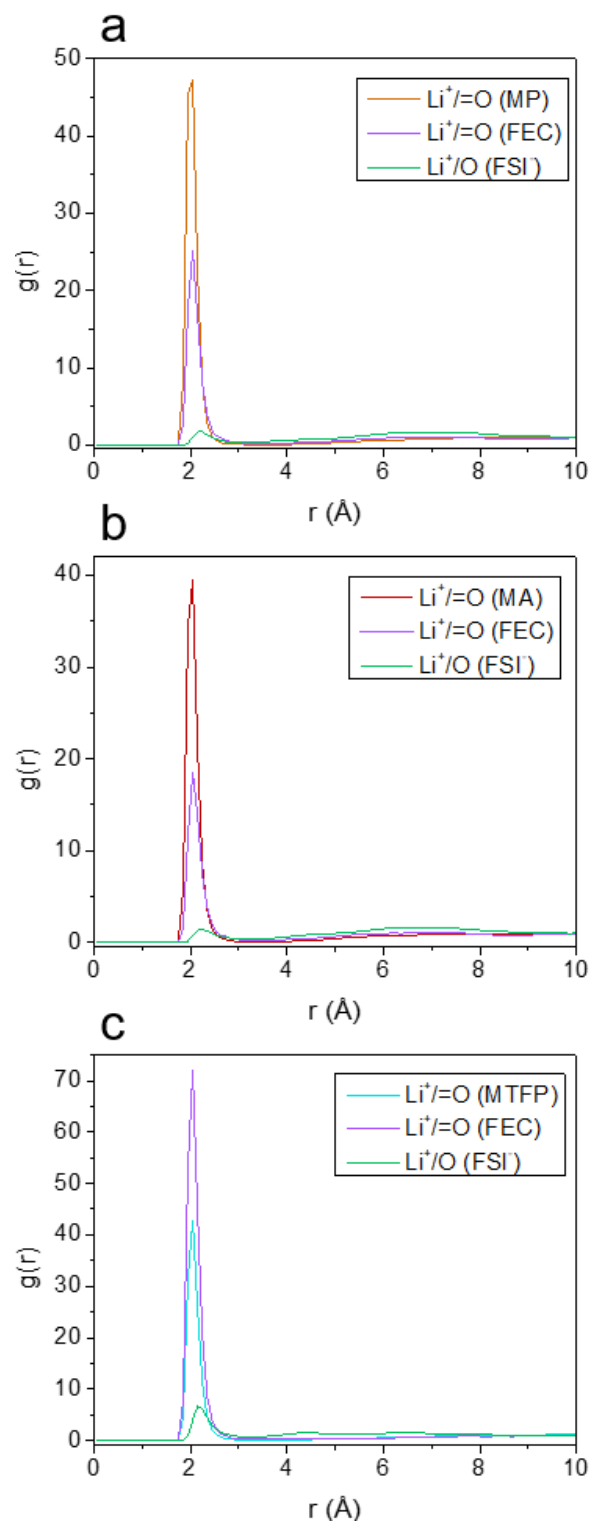 a
50
40
30
20
10
0
g(r)
Li⁺/=O (MP)
Li⁺/=O (FEC)
Li⁺/O (FSI⁻)
0 2 4 6 8 10
r (Å)
b
40
30
20
10
0
g(r)
Li⁺/=O (MA)
Li⁺/=O (FEC)
Li⁺/O (FSI⁻)
0 2 4 6 8 10
r (Å)
c
70
60
50
40
30
20
10
0
g(r)
Li⁺/=O (MTFP)
Li⁺/=O (FEC)
Li⁺/O (FSI⁻)
0 2 4 6 8 10
r (Å)